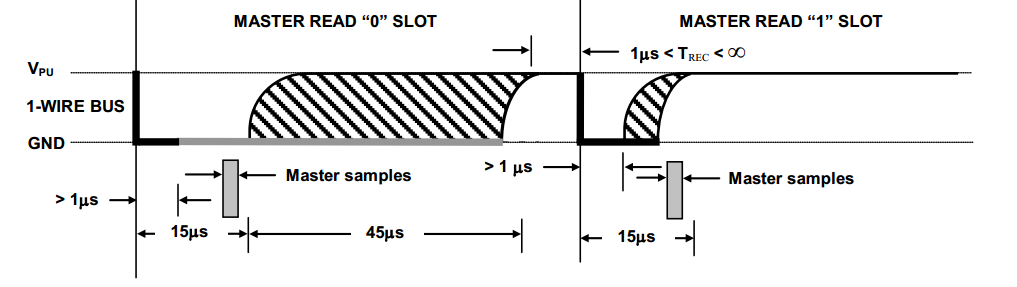 MASTER READ “0” SLOT
MASTER READ “1” SLOT
1μs < TREC < ∞
VPU
1-WIRE BUS
GND
> 1 μs
Master samples
Master samples
> 1μs
15μs
45μs
15μs